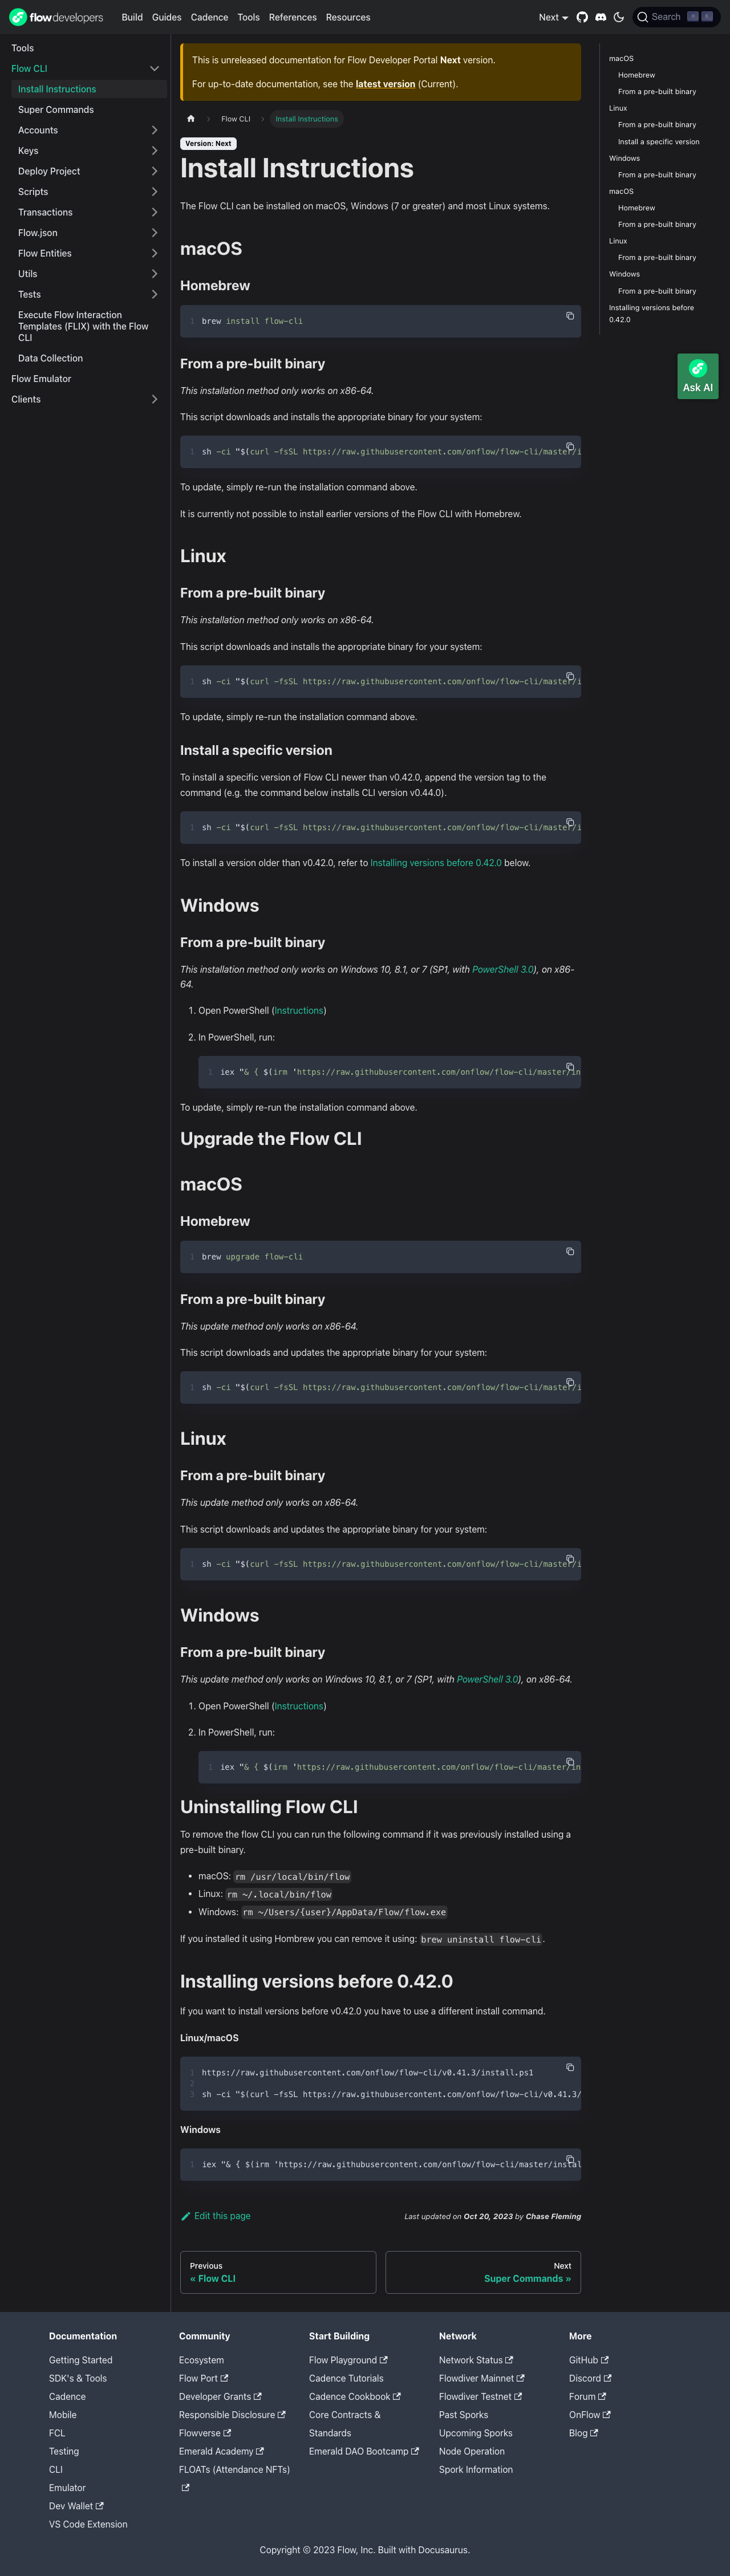 flow developers
Build Guides Cadence Tools References Resources
Next
Search
Tools
Flow CLI
Install Instructions
Super Commands
Accounts
Keys
Deploy Project
Scripts
Transactions
Flow.json
Flow Entities
Utils
Tests
Execute Flow Interaction
Templates (FLIX) with the Flow
CLI
Data Collection
Flow Emulator
Clients
This is unreleased documentation for Flow Developer Portal Next version.
For up-to-date documentation, see the latest version (Current).
Flow CLI
Install Instructions
Version: Next
Install Instructions
The Flow CLI can be installed on macOS, Windows (7 or greater) and most Linux systems.
macOS
Homebrew
1 brew install flow-cli
From a pre-built binary
This installation method only works on x86-64.
This script downloads and installs the appropriate binary for your system:
1 sh -ci "$(curl -fsSL https://raw.githubusercontent.com/onflow/flow-cli/master/i
To update, simply re-run the installation command above.
It is currently not possible to install earlier versions of the Flow CLI with Homebrew.
Linux
From a pre-built binary
This installation method only works on x86-64.
This script downloads and installs the appropriate binary for your system:
1 sh -ci "$(curl -fsSL https://raw.githubusercontent.com/onflow/flow-cli/master/i
To update, simply re-run the installation command above.
Install a specific version
To install a specific version of Flow CLI newer than v0.42.0, append the version tag to the
command (e.g. the command below installs CLI version v0.44.0).
1 sh -ci "$(curl -fsSL https://raw.githubusercontent.com/onflow/flow-cli/master/i
To install a version older than v0.42.0, refer to Installing versions before 0.42.0 below.
Windows
From a pre-built binary
This installation method only works on Windows 10, 8.1, or 7 (SP1, with PowerShell 3.0), on x86-
64.
1. Open PowerShell (Instructions)
2. In PowerShell, run:
1 iex "& { $(irm 'https://raw.githubusercontent.com/onflow/flow-cli/master/in
To update, simply re-run the installation command above.
Upgrade the Flow CLI
macOS
Homebrew
1 brew upgrade flow-cli
From a pre-built binary
This update method only works on x86-64.
This script downloads and updates the appropriate binary for your system:
1 sh -ci "$(curl -fsSL https://raw.githubusercontent.com/onflow/flow-cli/master/i
Linux
From a pre-built binary
This update method only works on x86-64.
This script downloads and updates the appropriate binary for your system:
1 sh -ci "$(curl -fsSL https://raw.githubusercontent.com/onflow/flow-cli/master/i
Windows
From a pre-built binary
This update method only works on Windows 10, 8.1, or 7 (SP1, with PowerShell 3.0), on x86-64.
1. Open PowerShell (Instructions)
2. In PowerShell, run:
1 iex "& { $(irm 'https://raw.githubusercontent.com/onflow/flow-cli/master/in
Uninstalling Flow CLI
To remove the flow CLI you can run the following command if it was previously installed using a
pre-built binary.
• macOS: rm /usr/local/bin/flow
• Linux: rm ~/.local/bin/flow
• Windows: rm ~/Users/{user}/AppData/Flow/flow.exe
If you installed it using Hombrew you can remove it using: brew uninstall flow-cli.
Installing versions before 0.42.0
If you want to install versions before v0.42.0 you have to use a different install command.
Linux/macOS
1 https://raw.githubusercontent.com/onflow/flow-cli/v0.41.3/install.ps1
2
3 sh -ci "$(curl -fsSL https://raw.githubusercontent.com/onflow/flow-cli/v0.41.3/
Windows
1 iex "& { $(irm 'https://raw.githubusercontent.com/onflow/flow-cli/master/instal
Edit this page
Last updated on Oct 20, 2023 by Chase Fleming
Previous
« Flow CLI
Next
Super Commands »
macOS
Homebrew
From a pre-built binary
Linux
From a pre-built binary
Install a specific version
Windows
From a pre-built binary
macOS
Homebrew
From a pre-built binary
Linux
From a pre-built binary
Windows
From a pre-built binary
Installing versions before
0.42.0
Ask AI
Documentation
Getting Started
SDK's & Tools
Cadence
Mobile
FCL
Testing
CLI
Emulator
Dev Wallet
VS Code Extension
Community
Ecosystem
Flow Port
Developer Grants
Responsible Disclosure
Flowverse
Emerald Academy
FLOATs (Attendance NFTs)
Start Building
Flow Playground
Cadence Tutorials
Cadence Cookbook
Core Contracts &
Standards
Emerald DAO Bootcamp
Network
Network Status
Flowdiver Mainnet
Flowdiver Testnet
Past Sporks
Upcoming Sporks
Node Operation
Spork Information
More
GitHub
Discord
Forum
OnFlow
Blog
Copyright © 2023 Flow, Inc. Built with Docusaurus.